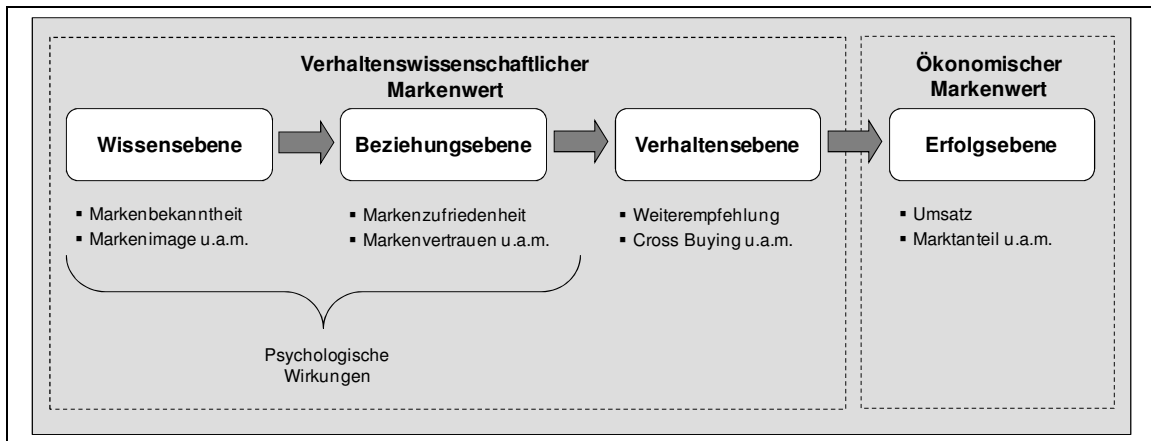 Verhaltenswissenschaftlicher
Markenwert
Ökonomischer
Markenwert
Wissensebene
Beziehungsebene
Verhaltensebene
Erfolgsebene
▪ Markenbekanntheit
▪ Markenimage u.a.m.
▪ Markenzufriedenheit
▪ Markenvertrauen u.a.m.
▪ Weiterempfehlung
▪ Cross Buying u.a.m.
▪ Umsatz
▪ Marktanteil u.a.m.
Psychologische
Wirkungen